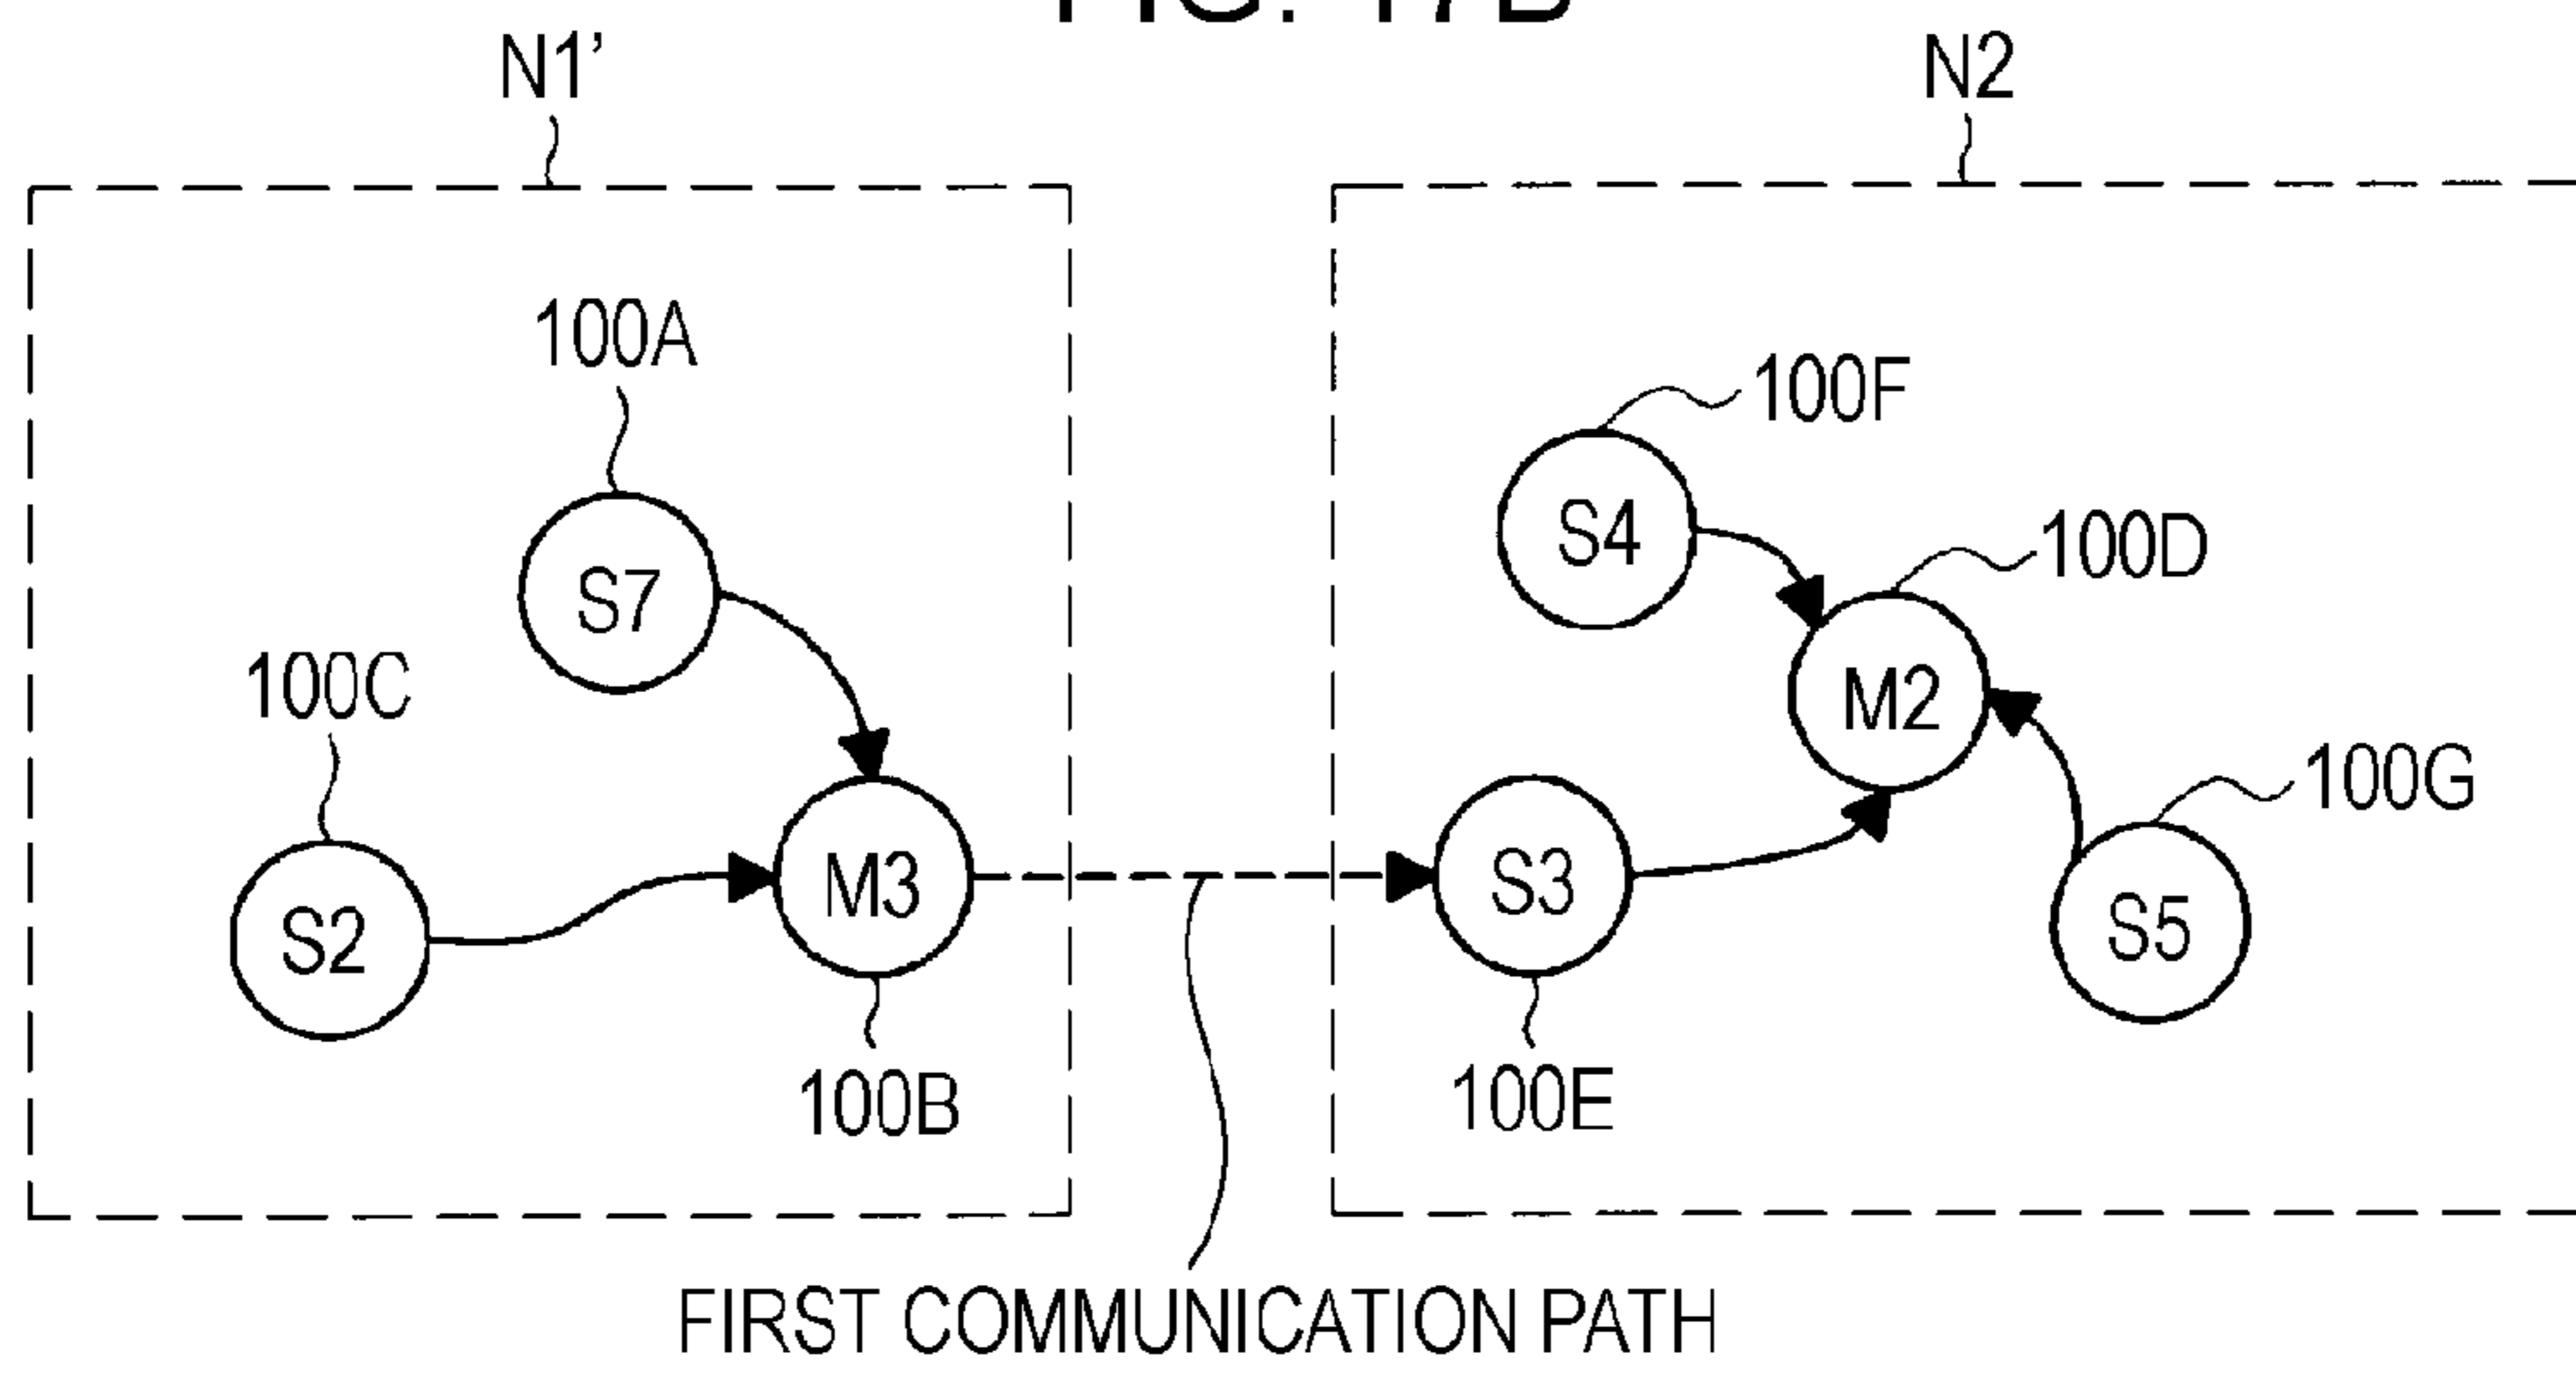 N1’
N2
100A
100F
S7
S4
100D
100C
M2
S2
M3
S3
100G
S5
100B
100E
FIRST COMMUNICATION PATH